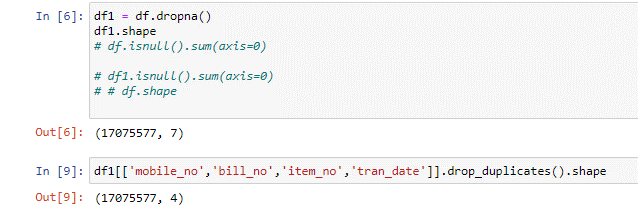 In [6]: df1 = df.dropna()
df1.shape
# df.isnull().sum(axis=0)
# df1.isnull().sum(axis=0)
# # df.shape
Out[6]: (17075577, 7)
In [9]: df1[['mobile_no','bill_no','item_no','tran_date']].drop_duplicates().shape
Out[9]: (17075577, 4)